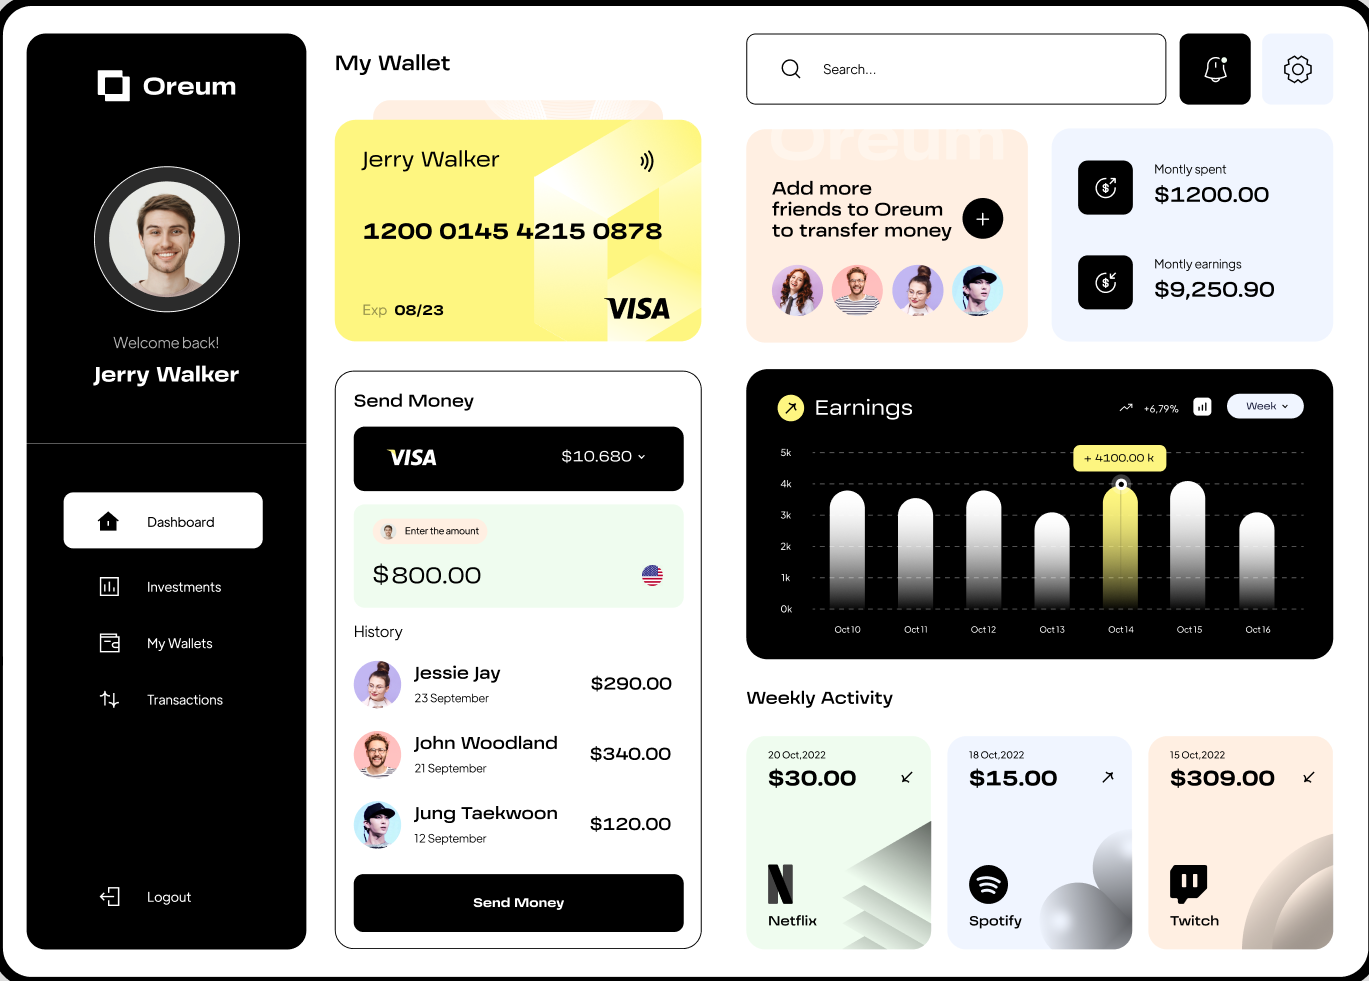 Oreum
Welcome back!
Jerry Walker
Dashboard
Investments
My Wallets
Transactions
Logout
My Wallet
Jerry Walker
1200 0145 4215 0878
Exp 08/23
VISA
Send Money
VISA
$10.680
Enter the amount
$800.00
History
Jessie Jay
23 September
$290.00
John Woodland
21 September
$340.00
Jung Taekwoon
12 September
$120.00
Send Money
Search...
Oreum
Add more
friends to Oreum
to transfer money
Montly spent
$1200.00
Montly earnings
$9,250.90
Earnings
+6,79%
Week
+ 4100.00 k
5k
4k
3k
2k
1k
0k
Oct 10
Oct 11
Oct 12
Oct 13
Oct 14
Oct 15
Oct 16
Weekly Activity
20 Oct,2022
$30.00
Netflix
18 Oct,2022
$15.00
Spotify
15 Oct,2022
$309.00
Twitch